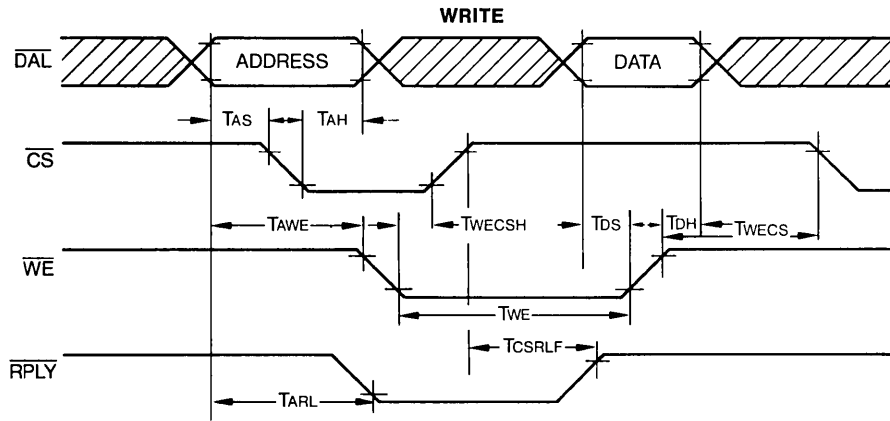 WRITE
DAL ADDRESS DATA
TAS TAH
CS
TAWE TWECSH TDS TDH TWECS
WE
TWE
TCSRLF
RPLY
TARL